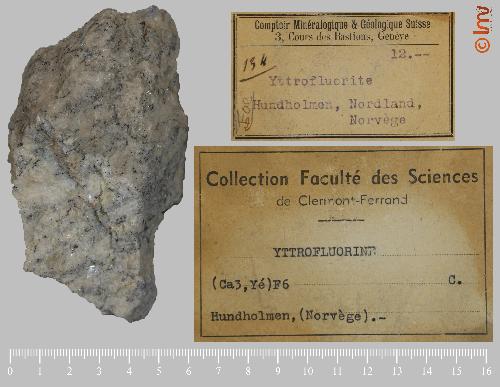 Comptoir Minéralogique & Géologique Suisse
3, Cours des Bastions, Genève
12.--
194
Yttrofluorite
Hundholmen, Nordland,
Norvège
Collection Faculté des Sciences
de Clermont-Ferrand
YTTROFLUORINE
(Ca3,Yé)F6 C.
Hundholmen,(Norvège).-
0 1 2 3 4 5 6 7 8 9 10 11 12 13 14 15 16
© lmv